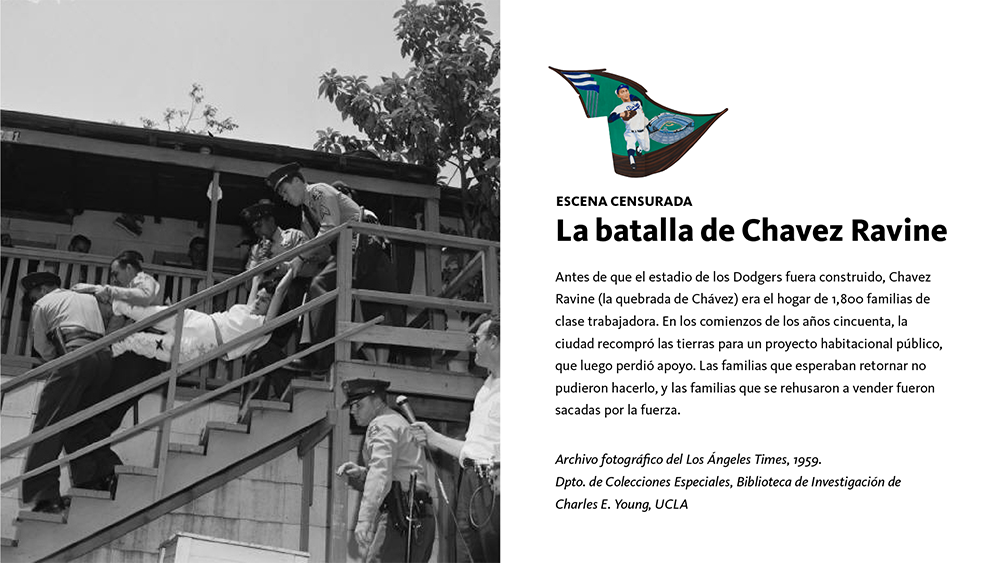 ESCENA CENSURADA
La batalla de Chavez Ravine
Antes de que el estadio de los Dodgers fuera construido, Chavez
Ravine (la quebrada de Chávez) era el hogar de 1,800 familias de
clase trabajadora. En los comienzos de los años cincuenta, la
ciudad recompró las tierras para un proyecto habitacional público,
que luego perdió apoyo. Las familias que esperaban retornar no
pudieron hacerlo, y las familias que se rehusaron a vender fueron
sacadas por la fuerza.
Archivo fotográfico del Los Ángeles Times, 1959.
Dpto. de Colecciones Especiales, Biblioteca de Investigación de
Charles E. Young, UCLA